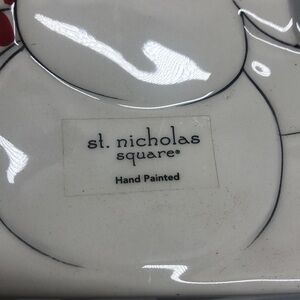 st. nicholas
square®
Hand Painted